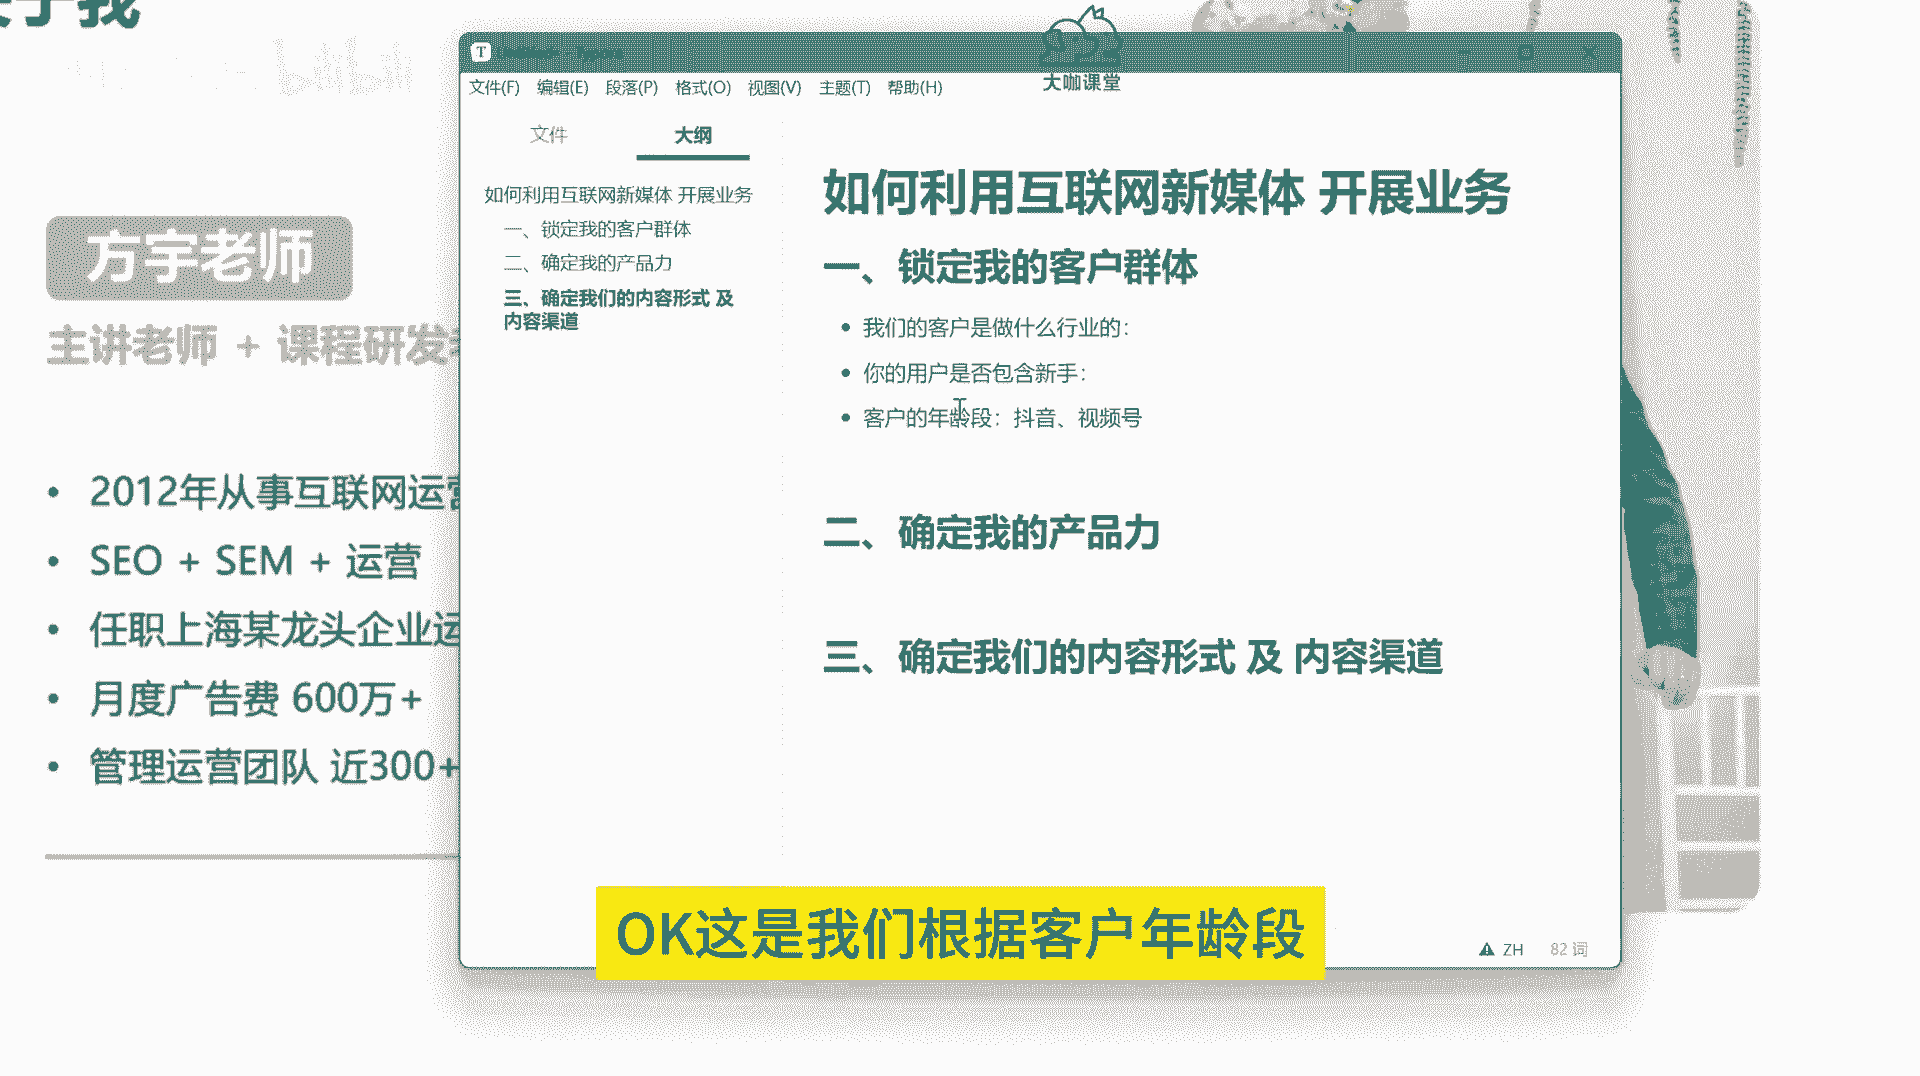 bilibili
方宇老师
主讲老师 + 课程研发
2012年从事互联网运营
SEO + SEM + 运营
任职上海某龙头企业运
月度广告费 600万+
管理运营团队 近300+
T
大咖课堂
文件(F) 编辑(E) 段落(P) 格式(O) 视图(V) 主题(T) 帮助(H)
文件 大纲
如何利用互联网新媒体 开展业务
一、锁定我的客户群体
二、确定我的产品力
三、确定我们的内容形式 及
内容渠道
如何利用互联网新媒体 开展业务
一、锁定我的客户群体
我们的客户是做什么行业的：
你的用户是否包含新手：
客户的年龄段：抖音、视频号
二、确定我的产品力
三、确定我们的内容形式 及 内容渠道
OK这是我们根据客户年龄段
ZH 82 词